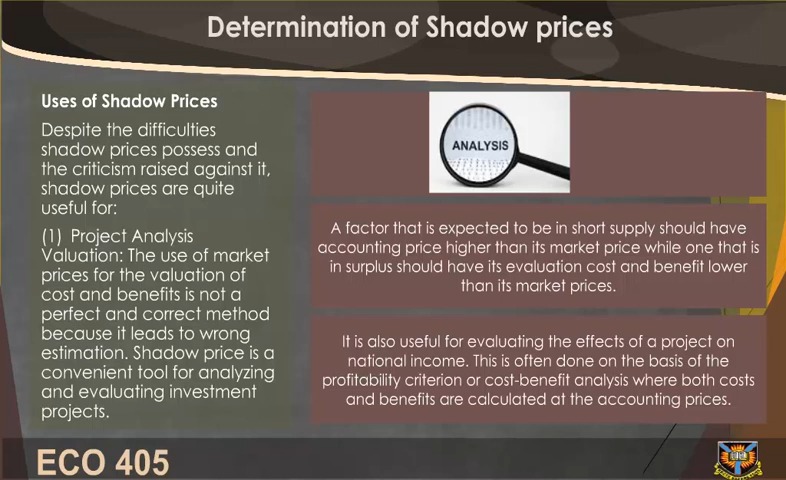 Determination of Shadow prices
Uses of Shadow Prices
Despite the difficulties
shadow prices possess and
the criticism raised against it,
shadow prices are quite
useful for:
(1) Project Analysis
Valuation: The use of market
prices for the valuation of
cost and benefits is not a
perfect and correct method
because it leads to wrong
estimation. Shadow price is a
convenient tool for analyzing
and evaluating investment
projects.
ANALYSIS
A factor that is expected to be in short supply should have
accounting price higher than its market price while one that is
in surplus should have its evaluation cost and benefit lower
than its market prices.
It is also useful for evaluating the effects of a project on
national income. This is often done on the basis of the
profitability criterion or cost-benefit analysis where both costs
and benefits are calculated at the accounting prices.
ECO 405